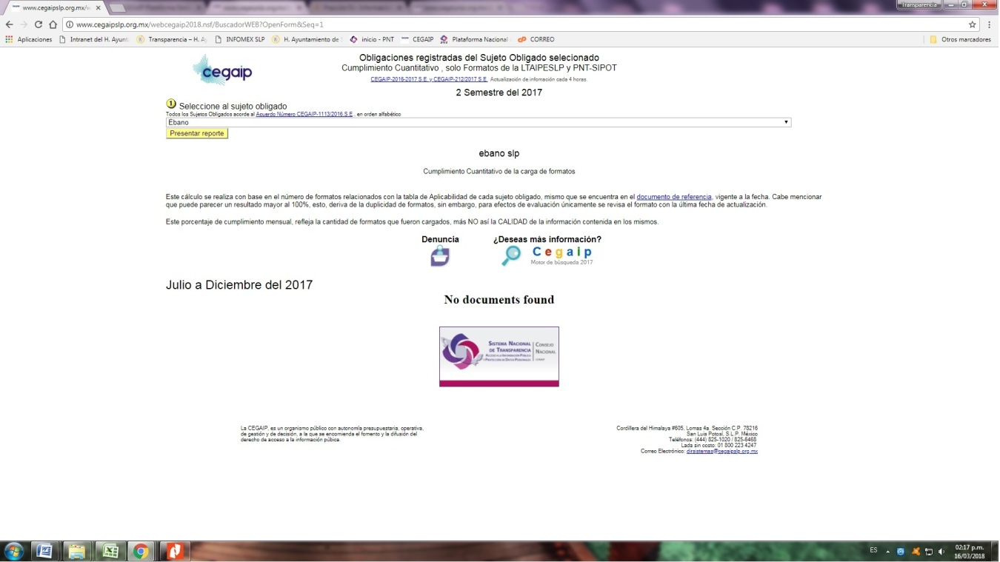 www.cegaipslp.org.mx/w
Transparencia
www.cegaipslp.org.mx/webcegaip2018.nsf/BuscadorWEB?OpenForm&Seq=1
Aplicaciones Intranet del H. Ayunt. Transparencia – H. Ay INFOMEX SLP H. Ayuntamiento de inicio - PNT CEGAIP Plataforma Nacional CORREO Otros marcadores
cegaip
Obligaciones registradas del Sujeto Obligado selecionado
Cumplimiento Cuantitativo , solo Formatos de la LTAIPESLP y PNT-SIPOT
CEGAIP-2016-2017 S.E. y CEGAIP-212/2017 S.E. Actualización de infomación cada 4 horas.
2 Semestre del 2017
1 Seleccione al sujeto obligado
Todos los Sujetos Obligados acorde al Acuerdo Número CEGAIP-1113/2016.S.E., en orden alfabético
Ebano
Presentar reporte
ebano slp
Cumplimiento Cuantitativo de la carga de formatos
Este cálculo se realiza con base en el número de formatos relacionados con la tabla de Aplicabilidad de cada sujeto obligado, mismo que se encuentra en el documento de referencia, vigente a la fecha. Cabe mencionar
que puede parecer un resultado mayor al 100%, esto, deriva de la duplicidad de formatos, sin embargo, para efectos de evaluación únicamente se revisa el formato con la última fecha de actualización.
Este porcentaje de cumplimiento mensual, refleja la cantidad de formatos que fueron cargados, más NO así la CALIDAD de la información contenida en los mismos.
Denuncia ¿Deseas más información?
Cegaip
Motor de búsqueda 2017
Julio a Diciembre del 2017
No documents found
Sistema Nacional
de Transparencia
Acceso a la Información Pública
y Protección de Datos Personales
Consejo
Nacional
La CEGAIP, es un organismo público con autonomía presupuestaria, operativa,
de gestión y de decisión, a la que se encomienda el fomento y la difusión del
derecho de acceso a la información púbica.
Cordillera del Himalaya #605, Lomas 4a. Sección C.P. 78216
San Luis Potosí, S.L.P. México
Teléfonos: (444) 825-1020 / 825-6468
Lada sin costo: 01 800 223 4247
Correo Electrónico: dirsistemas@cegaipslp.org.mx
ES
02:17 p.m.
16/03/2018